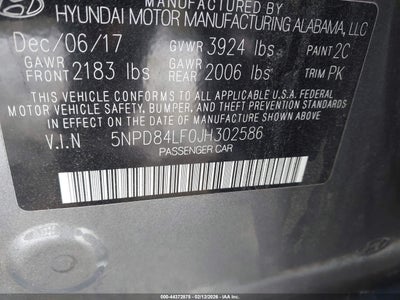 MANUFACTURED BY
HYUNDAI MOTOR MANUFACTURING ALABAMA, LLC
Dec/06/17 GVWR 3924 lbs PAINT 2C
GAWR FRONT 2183 lbs GAWR REAR 2006 lbs TRIM PK
THIS VEHICLE CONFORMS TO ALL APPLICABLE U.S.A. FEDERAL
MOTOR VEHICLE SAFETY, BUMPER, AND THEFT PREVENTION STANDARDS
IN EFFECT ON THE DATE OF MANUFACTURE SHOWN ABOVE.
V.I.N 5NPD84LF0JH302586
PASSENGER CAR
000-44372875 - 02/12/2026 - IAA Inc.